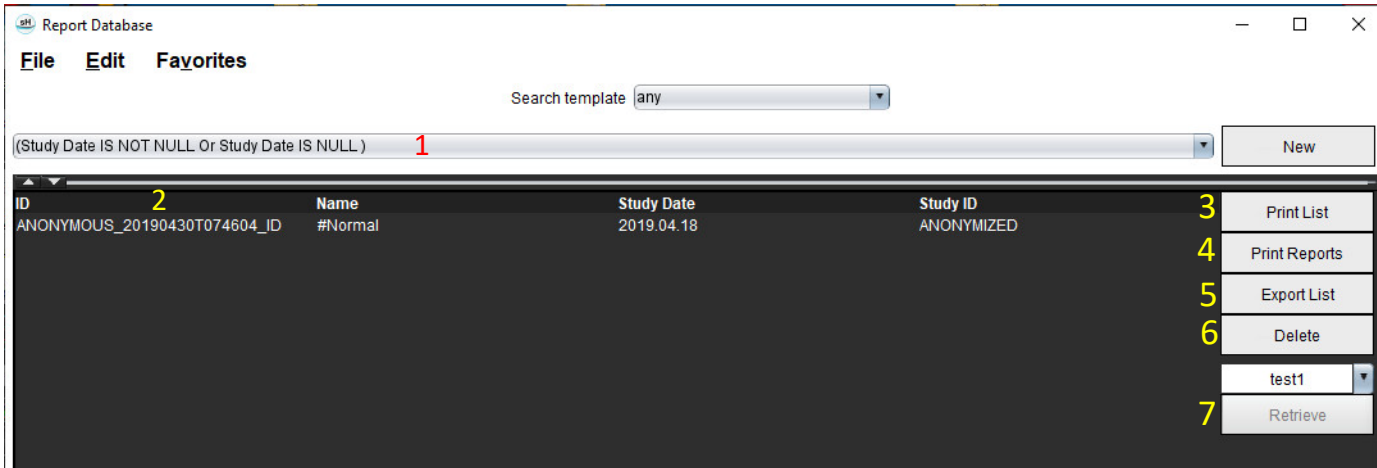 sH Report Database
File Edit Favorites
Search template any
(Study Date IS NOT NULL Or Study Date IS NULL ) 1
New
2
ID Name Study Date Study ID
ANONYMOUS_20190430T074604_ID #Normal 2019.04.18 ANONYMIZED
3 Print List
4 Print Reports
5 Export List
6 Delete
test1
7 Retrieve